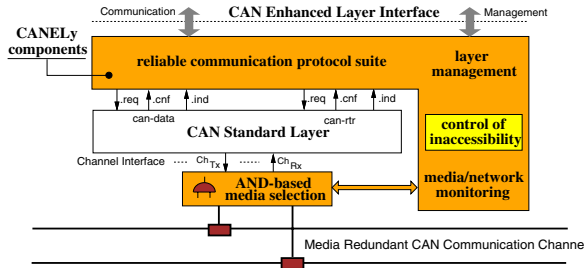 Communication
CAN Enhanced Layer Interface
Management
CANELy
components
reliable communication protocol suite
layer
management
.req
.cnf
.ind
.req
.cnf
.ind
can-data
can-rtr
CAN Standard Layer
control of
inaccessibility
Channel Interface
Ch Tx
Ch Rx
AND-based
media selection
media/network
monitoring
Media Redundant CAN Communication Channe